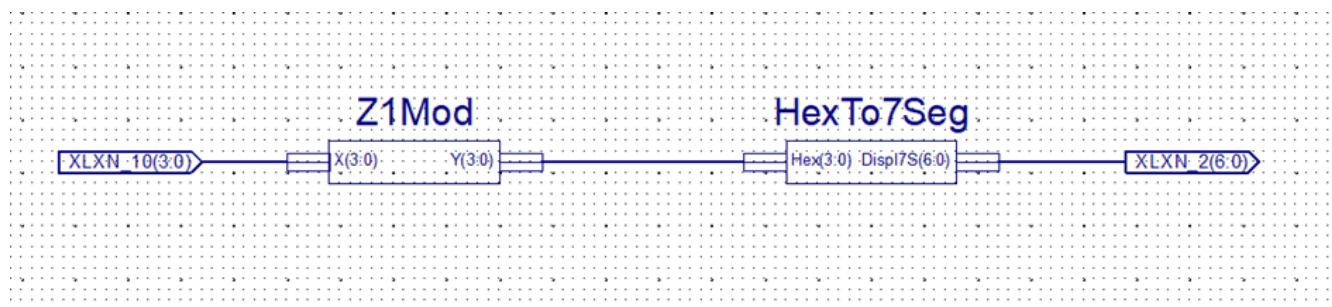 Z1Mod HexTo7Seg
XLXN_10(3:0) X(3:0) Y(3:0) Hex(3:0) Displ7S(6:0) XLXN_2(6:0)